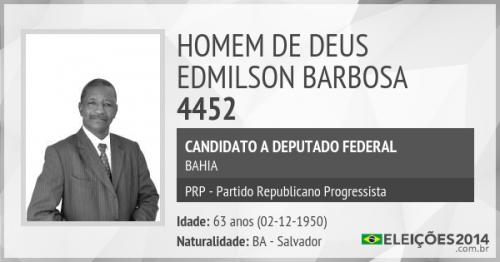 HOMEM DE DEUS
EDMILSON BARBOSA
4452
CANDIDATO A DEPUTADO FEDERAL
BAHIA
PRP - Partido Republicano Progressista
Idade: 63 anos (02-12-1950)
Naturalidade: BA - Salvador
ELEIÇÕES2014
.com.br